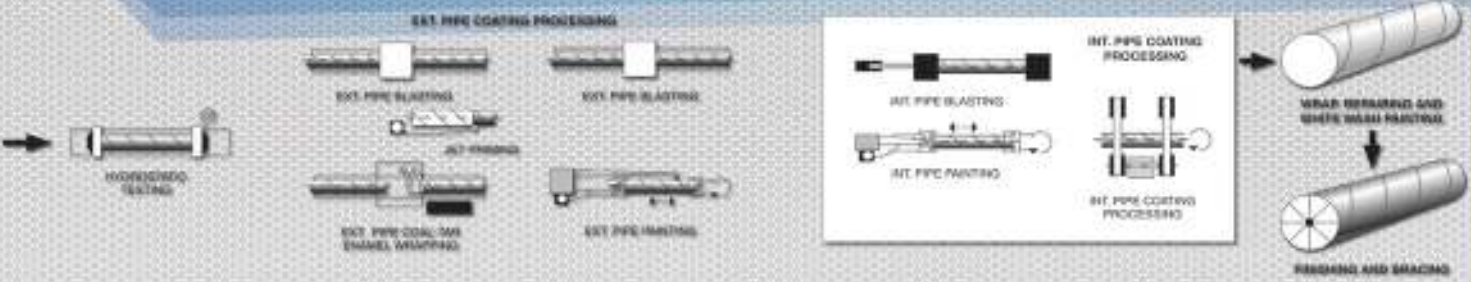 EXT. PIPE COATING PROCESSING
EXT. PIPE BLASTING
EXT. PIPE BLASTING
TESTING
EXT. PIPE COAL-TAR
ENAMEL WRAPPING
EXT. PIPE PAINTING
INT. PIPE COATING
PROCESSING
INT. PIPE BLASTING
INT. PIPE PAINTING
INT. PIPE COATING
PROCESSING
WRAP REPAIRING AND
WHITE WASH PAINTING
FINISHING AND BRACING